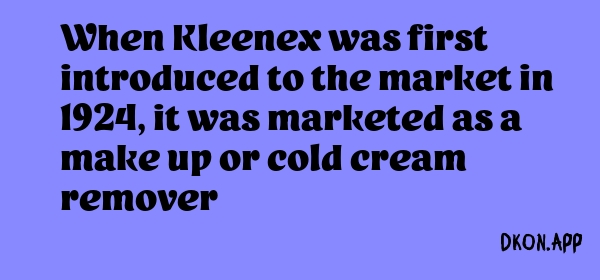 When Kleenex was first
introduced to the market in
1924, it was marketed as a
make up or cold cream
remover
DKON.APP